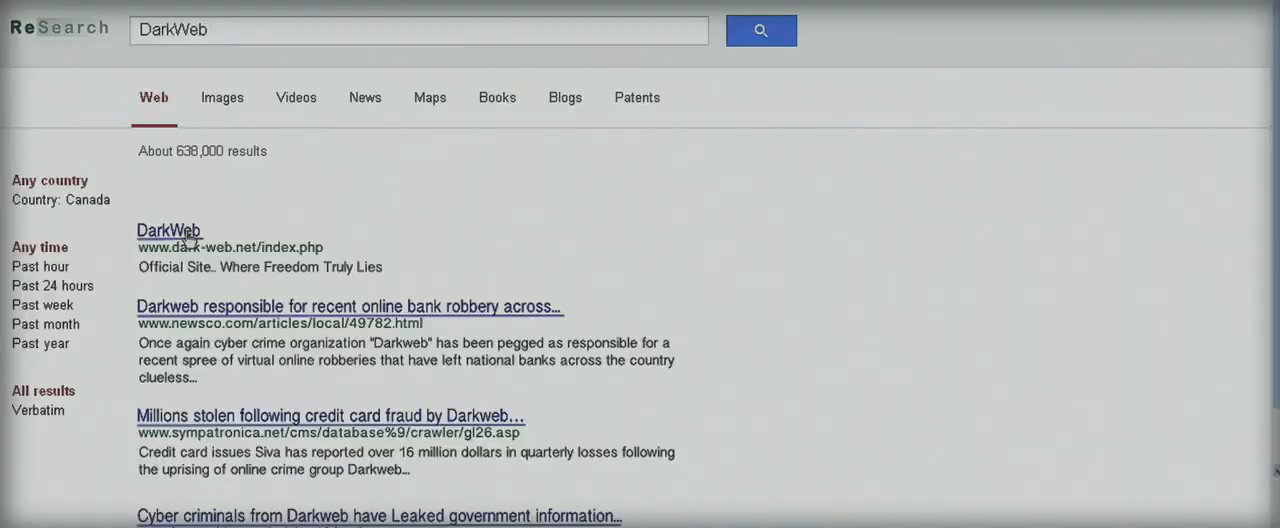 ReSearch
DarkWeb
Web Images Videos News Maps Books Blogs Patents
About 638,000 results
Any country
Country: Canada
Any time
Past hour
Past 24 hours
Past week
Past month
Past year
All results
Verbatim
DarkWeb
www.dark-web.net/index.php
Official Site.. Where Freedom Truly Lies
Darkweb responsible for recent online bank robbery across...
www.newsco.com/articles/local/49782.html
Once again cyber crime organization "Darkweb" has been pegged as responsible for a
recent spree of virtual online robberies that have left national banks across the country
clueless...
Millions stolen following credit card fraud by Darkweb...
www.sympatronica.net/cms/database%9/crawler/gl26.asp
Credit card issues Siva has reported over 16 million dollars in quarterly losses following
the uprising of online crime group Darkweb...
Cyber criminals from Darkweb have Leaked government information...